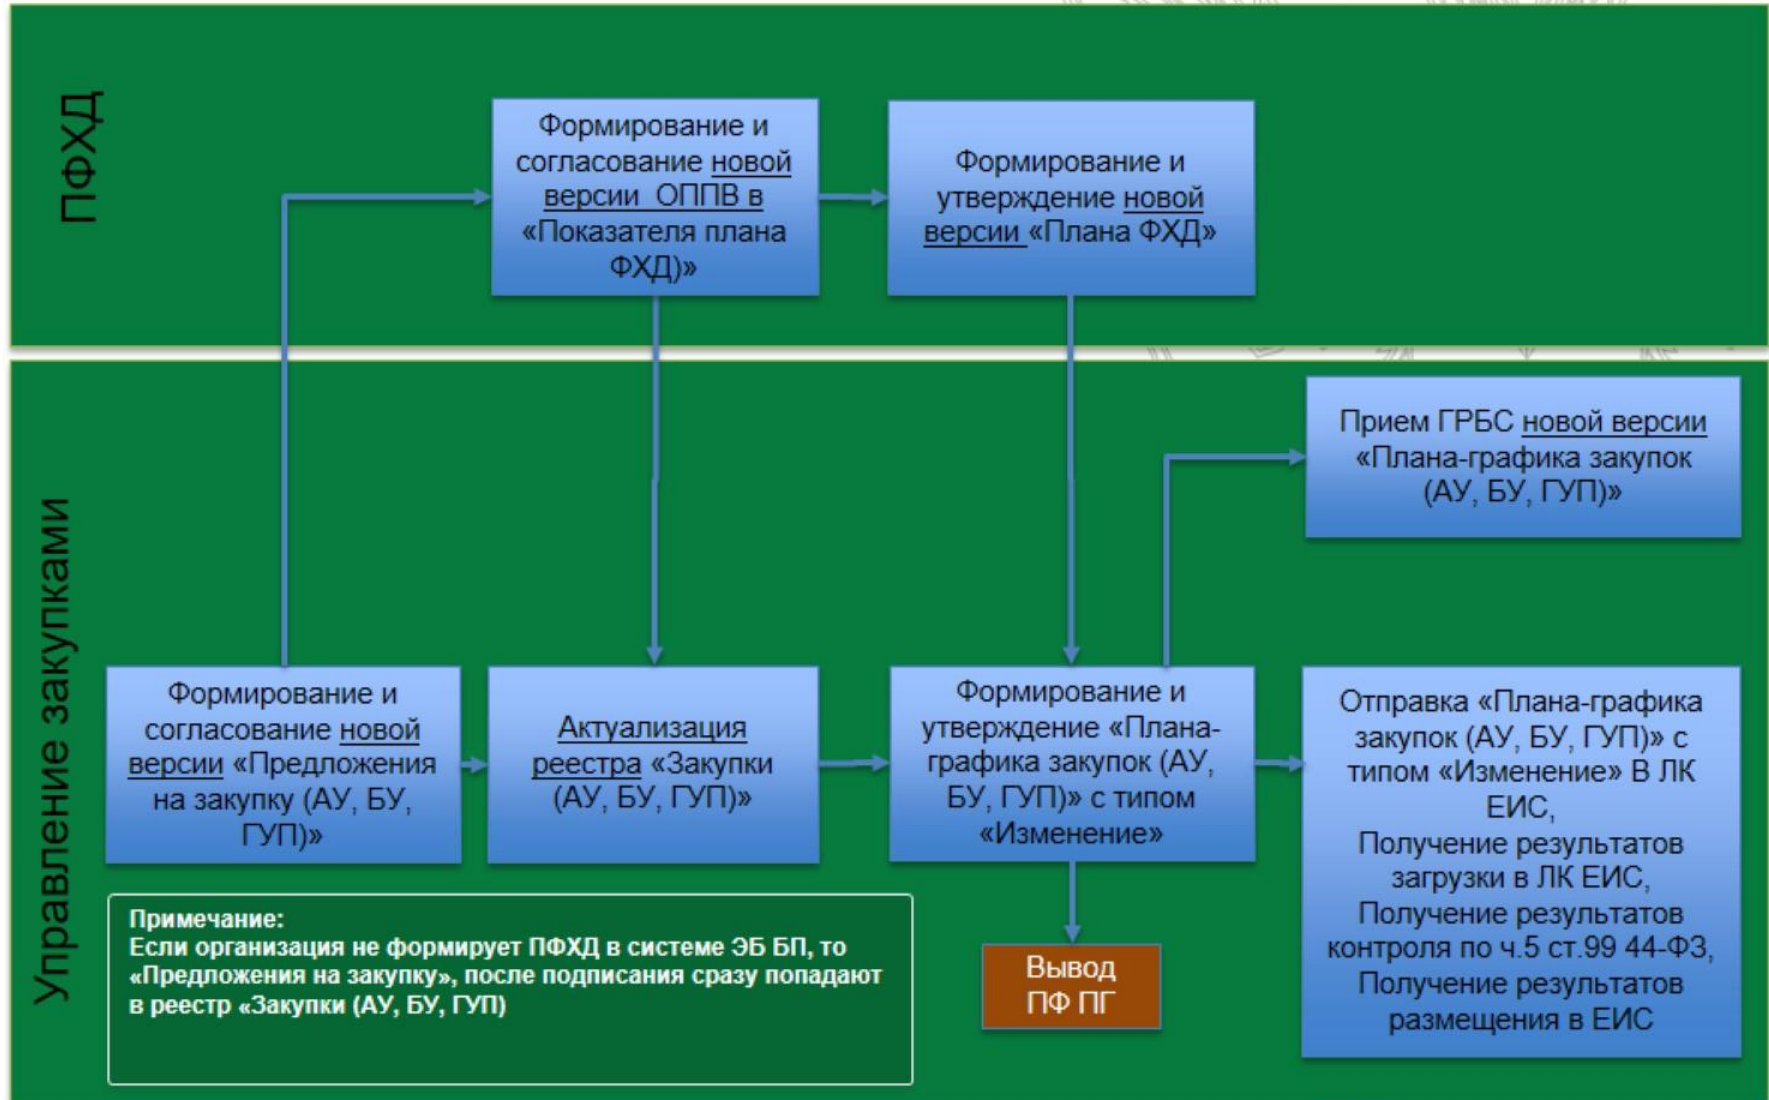 ПФХД
Формирование и
согласование новой
версии ОППВ в
«Показателя плана
ФХД)»
Формирование и
утверждение новой
версии «Плана ФХД»
Управление закупками
Прием ГРБС новой версии
«Плана-графика закупок
(АУ, БУ, ГУП)»
Формирование и
согласование новой
версии «Предложения
на закупку (АУ, БУ,
ГУП)»
Актуализация
реестра «Закупки
(АУ, БУ, ГУП)»
Формирование и
утверждение «Плана-
графика закупок (АУ,
БУ, ГУП)» с типом
«Изменение»
Отправка «Плана-графика
закупок (АУ, БУ, ГУП)» с
типом «Изменение» В ЛК
ЕИС,
Получение результатов
загрузки в ЛК ЕИС,
Получение результатов
контроля по ч.5 ст.99 44-ФЗ,
Получение результатов
размещения в ЕИС
Примечание:
Если организация не формирует ПФХД в системе ЭБ БП, то
«Предложения на закупку», после подписания сразу попадают
в реестр «Закупки (АУ, БУ, ГУП)
Вывод
ПФ ПГ